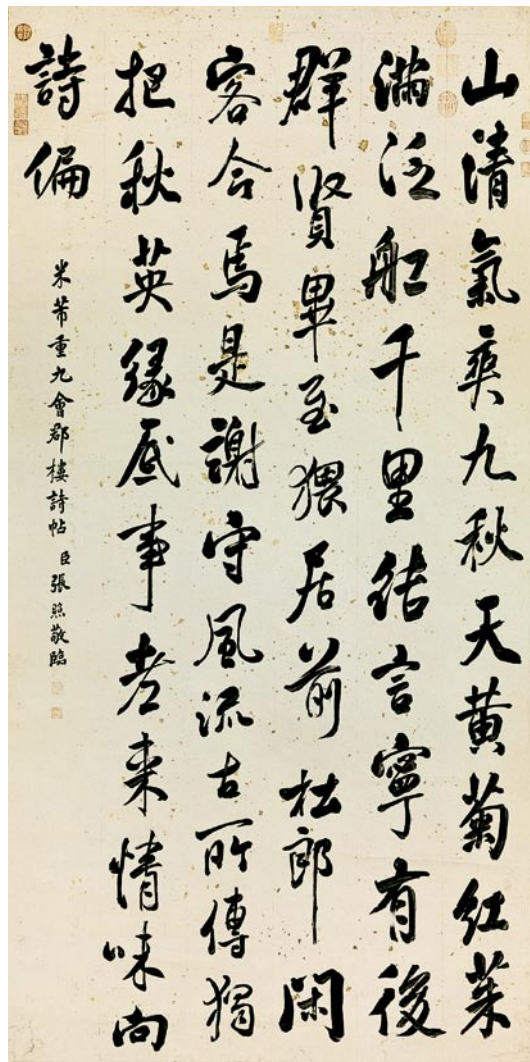 山清氣爽九秋天黃菊紅茱
滿泛船千里結言寧有後
群賢畢至猥居前杜郎閑
客今焉是謝守風流古所傳獨
把秋英緣底事老來情味向
詩偏
米芾重九會郡樓詩帖 臣張照敬臨